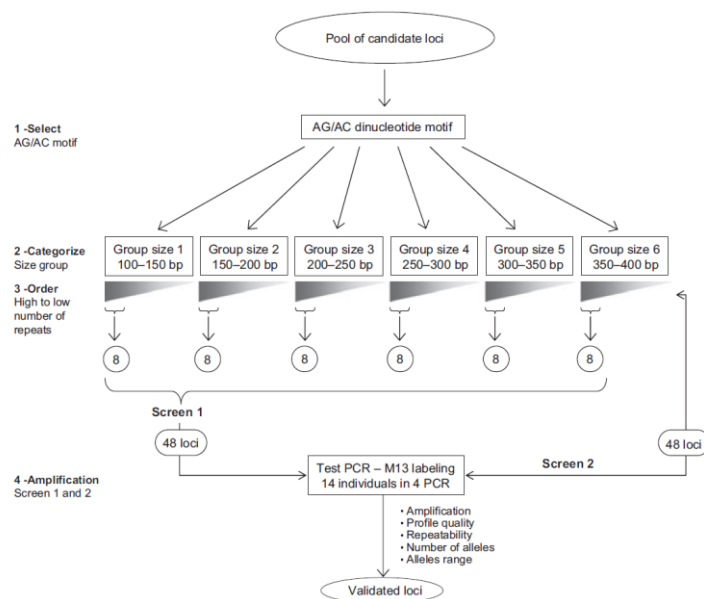 Pool of candidate loci
1 -Select
AG/AC motif
AG/AC dinucleotide motif
2 -Categorize
Size group
Group size 1
100–150 bp
Group size 2
150–200 bp
Group size 3
200–250 bp
Group size 4
250–300 bp
Group size 5
300–350 bp
Group size 6
350–400 bp
3 -Order
High to low
number of
repeats
8
8
8
8
8
8
Screen 1
48 loci
48 loci
4 -Amplification
Screen 1 and 2
Test PCR – M13 labeling
14 individuals in 4 PCR
Screen 2
• Amplification
• Profile quality
• Repeatability
• Number of alleles
• Alleles range
Validated loci